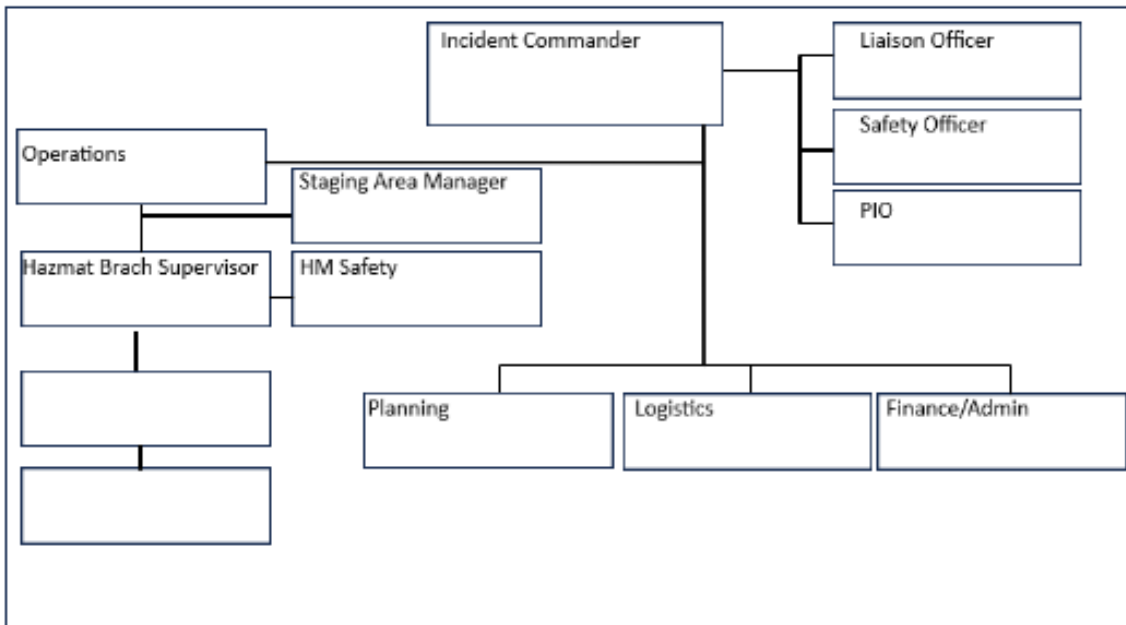 Incident Commander
Liaison Officer
Safety Officer
PIO
Operations
Staging Area Manager
Hazmat Brach Supervisor
HM Safety
Planning
Logistics
Finance/Admin